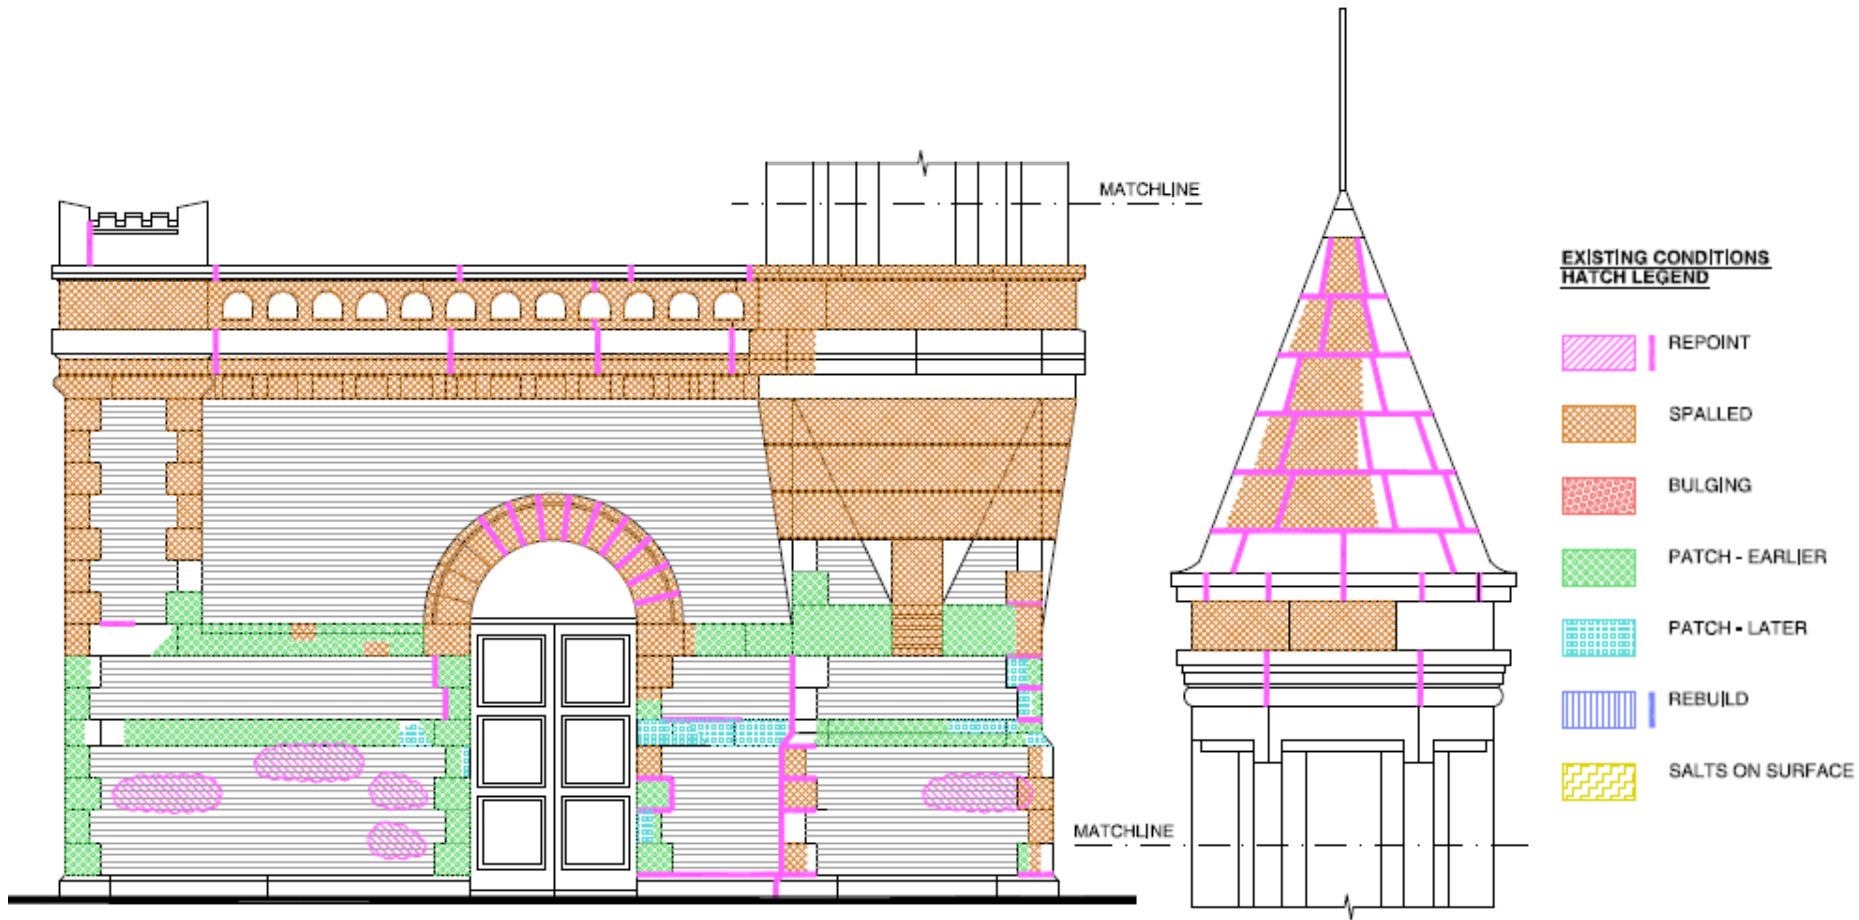 MATCHLINE
EXISTING CONDITIONS
HATCH LEGEND
REPOINT
SPALLED
BULGING
PATCH - EARLIER
PATCH - LATER
REBUILD
SALTS ON SURFACE
MATCHLINE